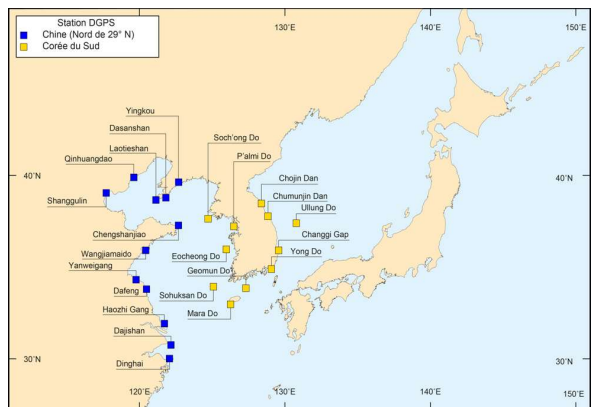 130°E
140°E
150°E
Station DGPS
Chine (Nord de 29° N)
Corée du Sud
Yingkou
Dasanshan
Laotieshan
Qinhuangdao
Soch'ong Do
P'almi Do
40°N
40°N
Chojin Dan
Chumunjin Dan
Ullung Do
Shanggulin
Chengshanjiao
Changgi Gap
Wangjiamaido
Eocheong Do
Yong Do
Yanweigang
Geomun Do
Dafeng
Sohuksan Do
Haozhi Gang
Mara Do
Dajishan
Dinghai
30°N
30°N
120°E
130°E
140°E
150°E